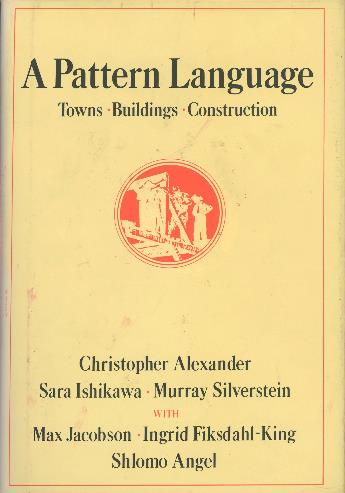 A Pattern Language
Towns · Buildings · Construction
Christopher Alexander
Sara Ishikawa · Murray Silverstein
WITH
Max Jacobson · Ingrid Fiksdahl-King
Shlomo Angel